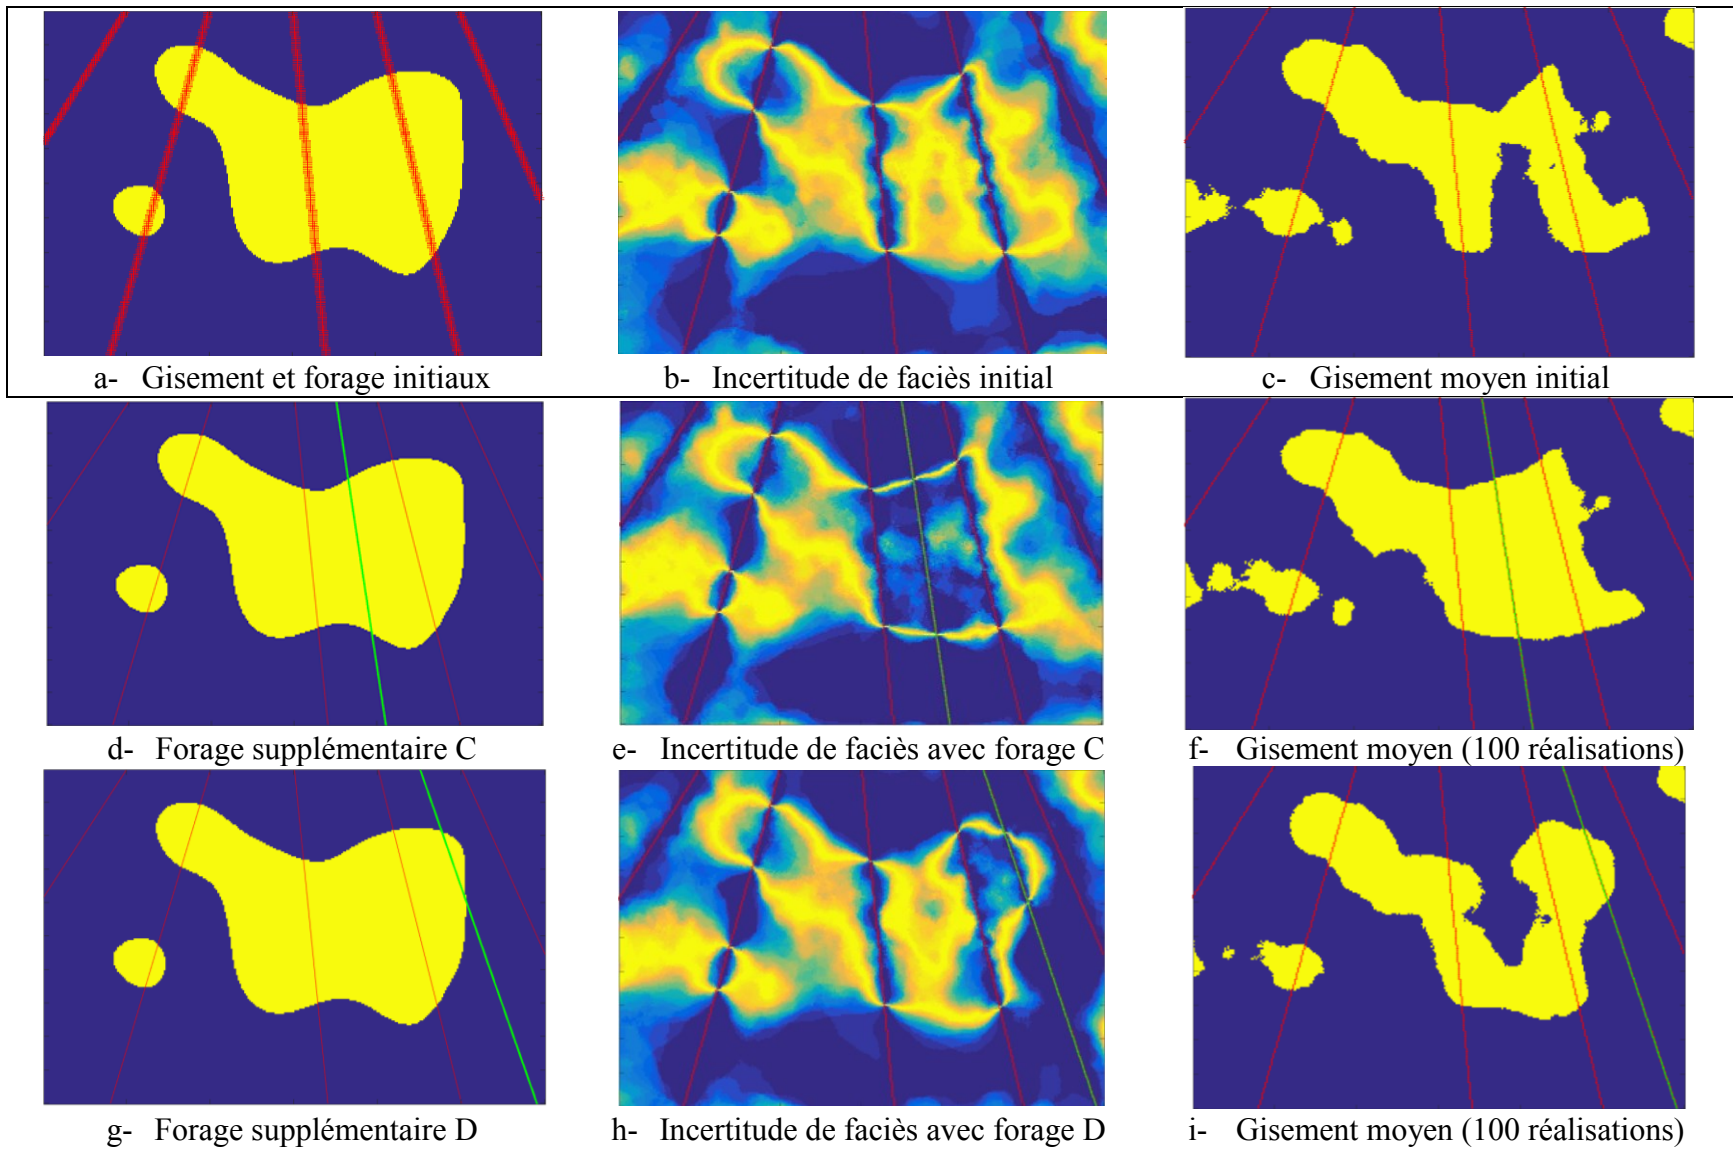 a- Gisement et forage initiaux
b- Incertitude de faciès initial
c- Gisement moyen initial
d- Forage supplémentaire C
e- Incertitude de faciès avec forage C
f- Gisement moyen (100 réalisations)
g- Forage supplémentaire D
h- Incertitude de faciès avec forage D
i- Gisement moyen (100 réalisations)